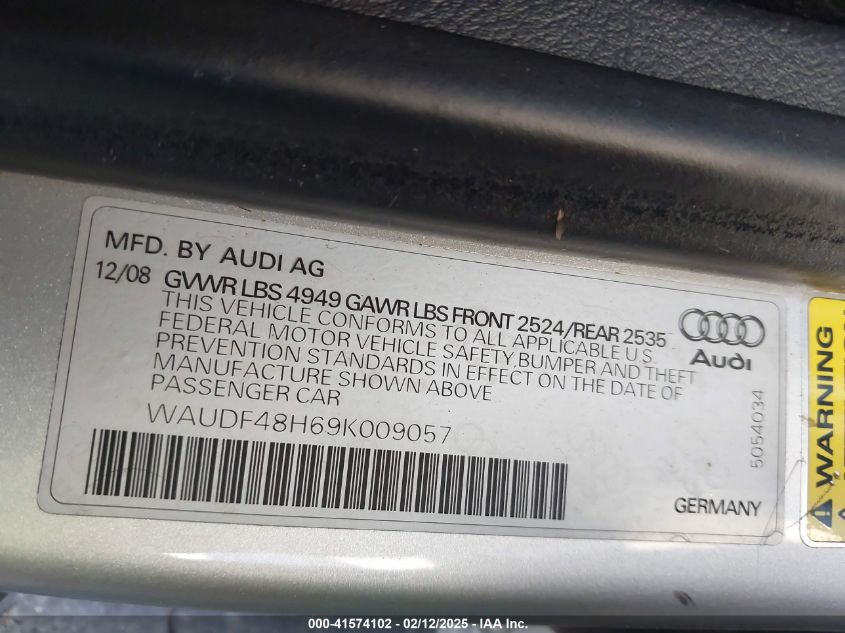 MFD. BY AUDI AG
12/08 GVWR LBS 4949 GAWR LBS FRONT 2524/REAR 2535
THIS VEHICLE CONFORMS TO ALL APPLICABLE U.S.
FEDERAL MOTOR VEHICLE SAFETY,BUMPER AND THEFT
PREVENTION STANDARDS IN EFFECT ON THE DATE OF
MANUFACTURE SHOWN ABOVE
PASSENGER CAR
WAUDF48H69K009057
Audi
5054034
GERMANY
WARNING
000-41574102 - 02/12/2025 - IAA Inc.